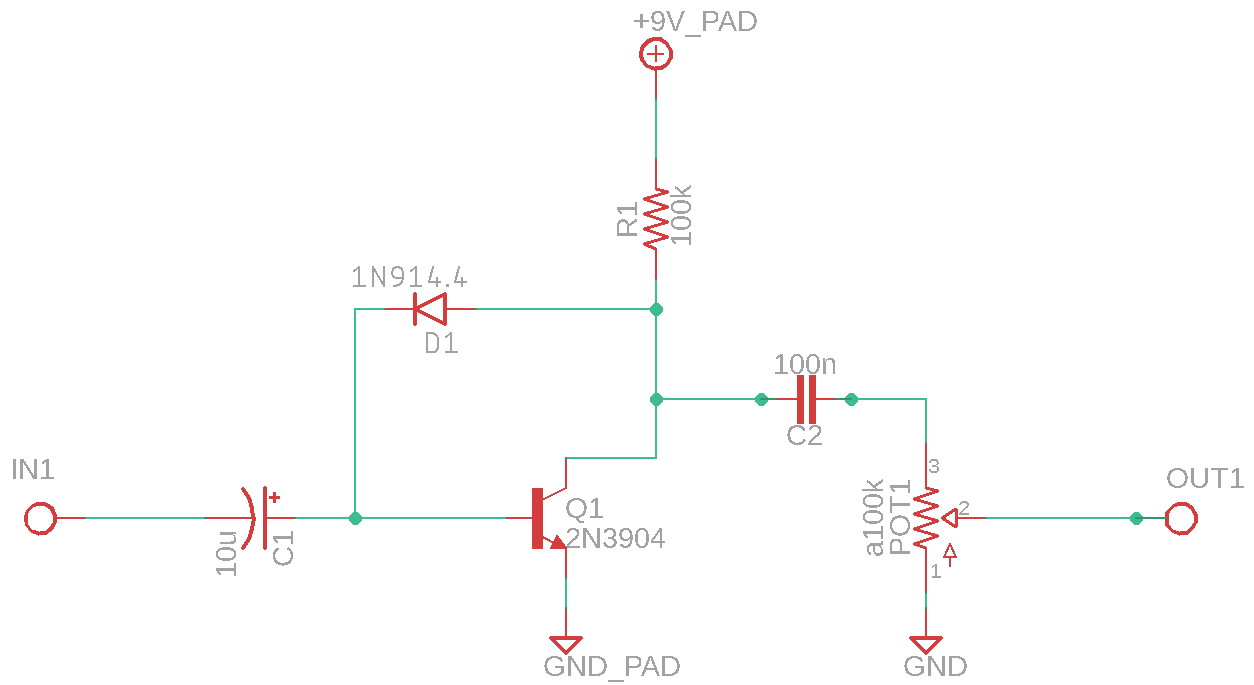 +9V_PAD
R1
100k
1N914.4
D1
100n
C2
IN1
10u
C1
+
Q1
2N3904
3
a100k
POT1
2
1
OUT1
GND_PAD
GND